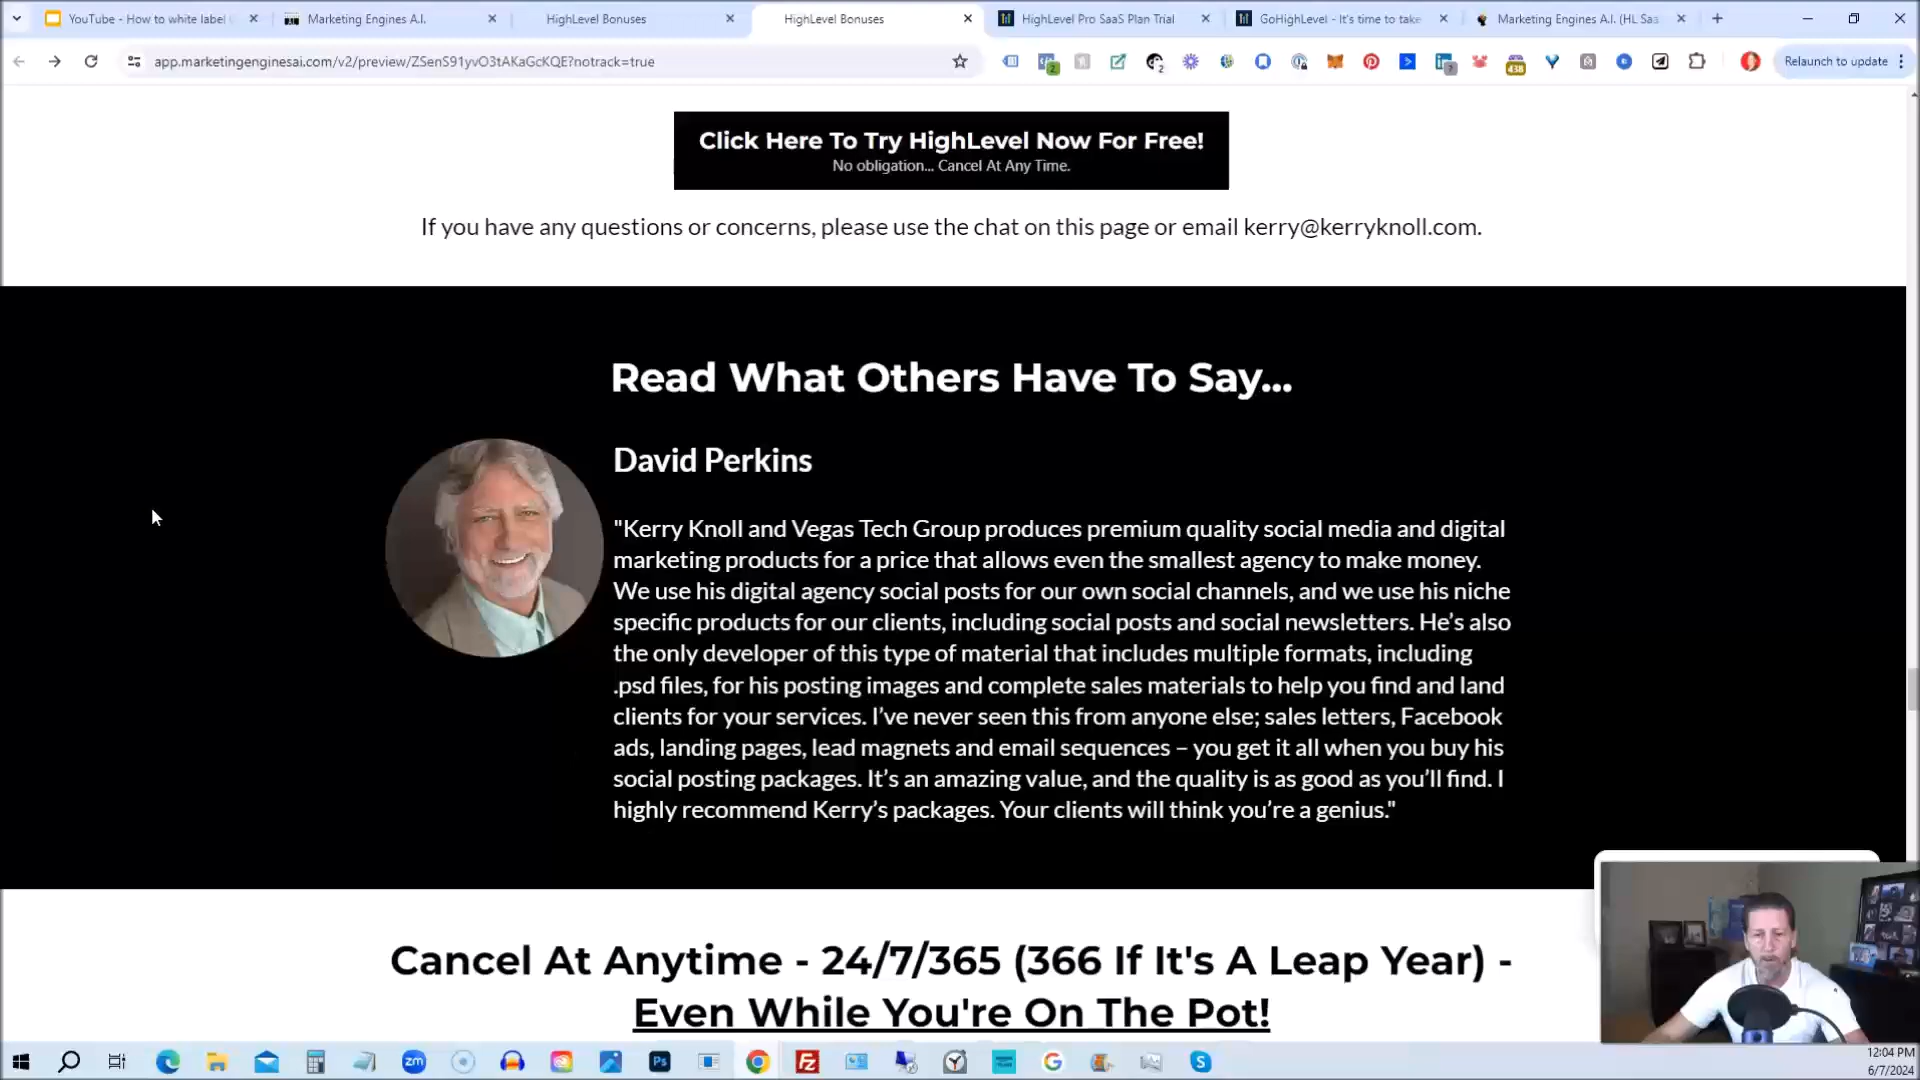 YouTube - How to white label
Marketing Engines A.I.
HighLevel Bonuses
HighLevel Bonuses
HighLevel Pro SaaS Plan Trial
GoHighLevel - It's time to take
Marketing Engines A.I. (HL Saa
app.marketingenginesai.com/v2/preview/ZSenS91yvO3tAKaGcKQE?notrack=true
Relaunch to update
Click Here To Try HighLevel Now For Free!
No obligation... Cancel At Any Time.
If you have any questions or concerns, please use the chat on this page or email kerry@kerryknoll.com.
Read What Others Have To Say...
David Perkins
"Kerry Knoll and Vegas Tech Group produces premium quality social media and digital
marketing products for a price that allows even the smallest agency to make money.
We use his digital agency social posts for our own social channels, and we use his niche
specific products for our clients, including social posts and social newsletters. He's also
the only developer of this type of material that includes multiple formats, including
.psd files, for his posting images and complete sales materials to help you find and land
clients for your services. I've never seen this from anyone else; sales letters, Facebook
ads, landing pages, lead magnets and email sequences – you get it all when you buy his
social posting packages. It's an amazing value, and the quality is as good as you'll find. I
highly recommend Kerry's packages. Your clients will think you're a genius."
Cancel At Anytime - 24/7/365 (366 If It's A Leap Year) -
Even While You're On The Pot!
zm
Ps
Fz
12:04 PM
6/7/2024